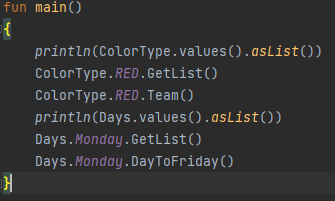 fun main()
{
println(ColorType.values().asList())
ColorType.RED.GetList()
ColorType.RED.Team()
println(Days.values().asList())
Days.Monday.GetList()
Days.Monday.DayToFriday()
}